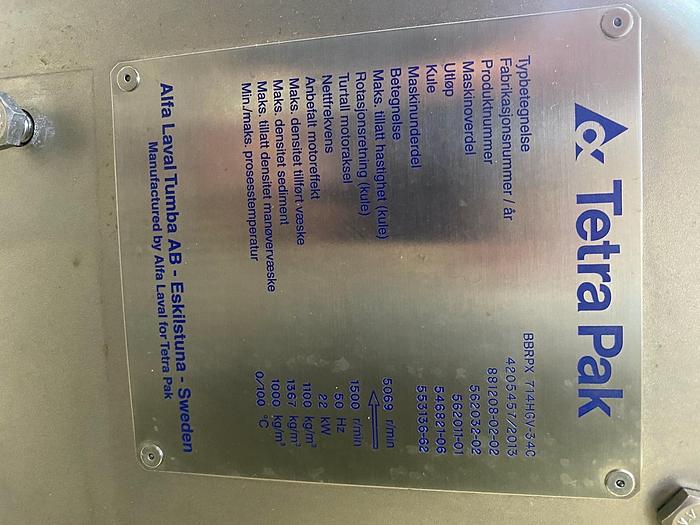 Tetra Pak
Typbetegnelse BBRPX 714HGV-34C
Fabrikasjonsnummer / år 4205457/2013
Produktnummer 881208-02-02
Maskinoverdel 562032-02
Utløp 562011-01
Kule 546821-06
Maskinunderdel 553136-62
Betegnelse
Maks. tillatt hastighet (kule) 5069 r/min
Rotasjonsretning (kule)
Turtall motoraksel 1500 r/min
Nettfrekvens 50 Hz
Anbefalt motoreffekt 22 kW
Maks. densitet tillført væske 1100 kg/m³
Maks. densitet sediment 1367 kg/m³
Maks. tillatt densitet manøvervæske 1000 kg/m³
Min./maks. prosesstemperatur 0/100 °C
Alfa Laval Tumba AB - Eskilstuna - Sweden
Manufactured by Alfa Laval for Tetra Pak